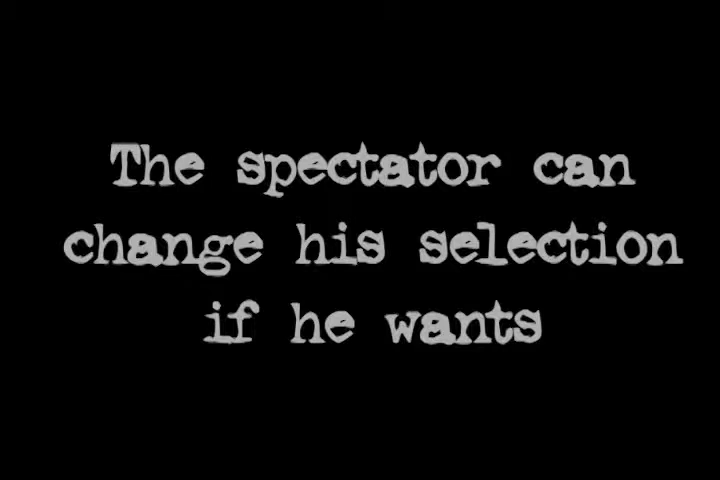 The spectator can
change his selection
if he wants